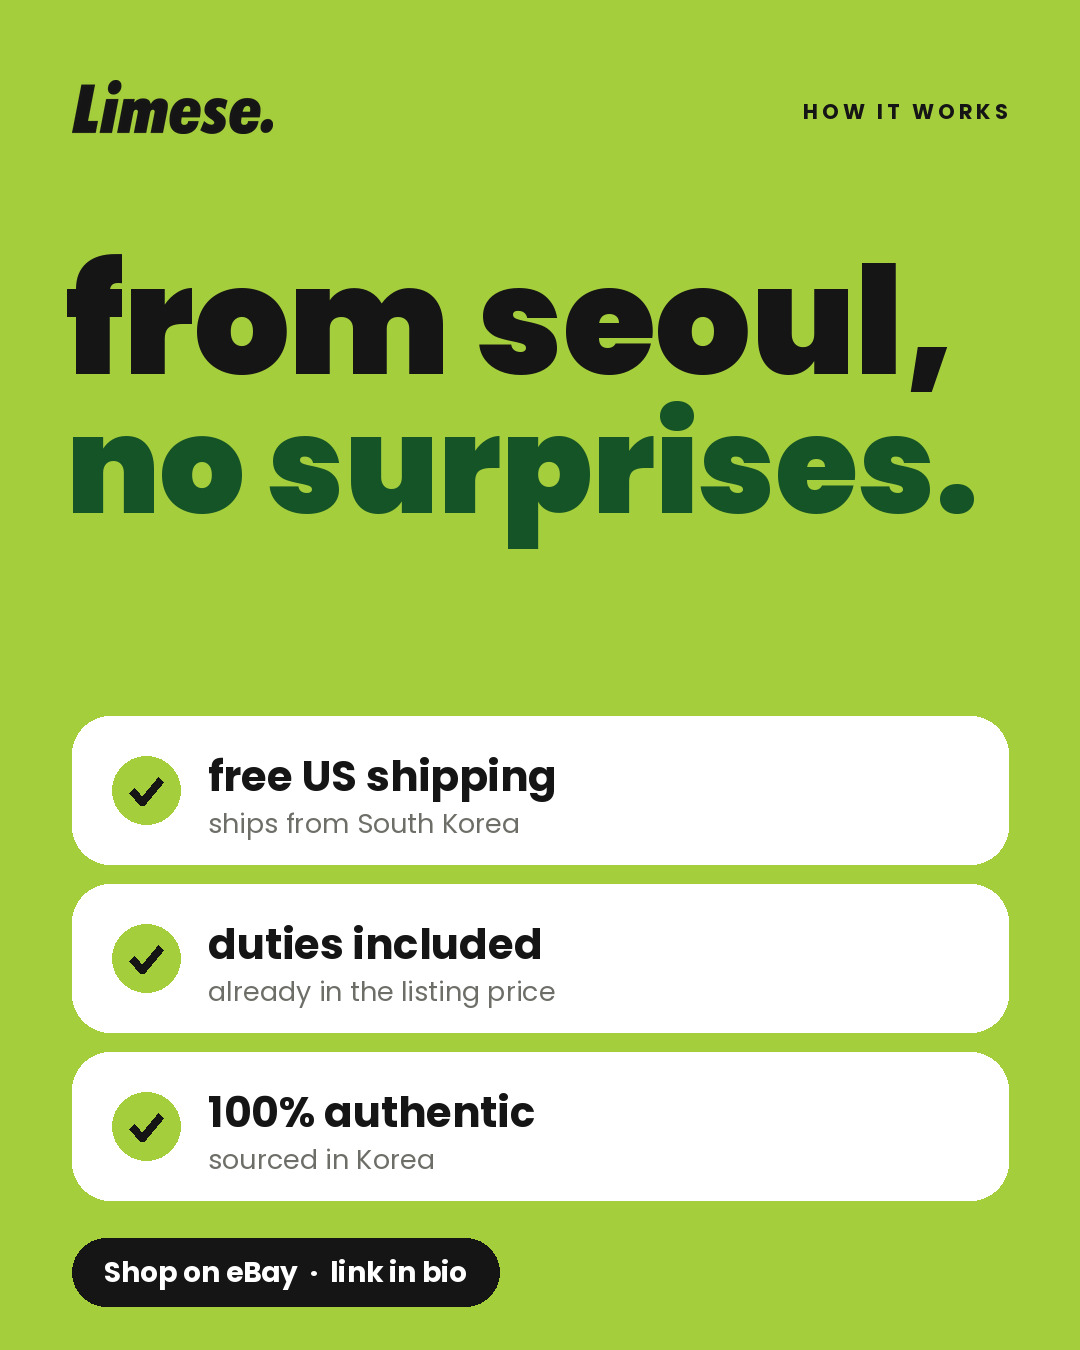 Limese.
HOW IT WORKS
from seoul,
no surprises.
free US shipping
ships from South Korea
duties included
already in the listing price
100% authentic
sourced in Korea
Shop on eBay · link in bio